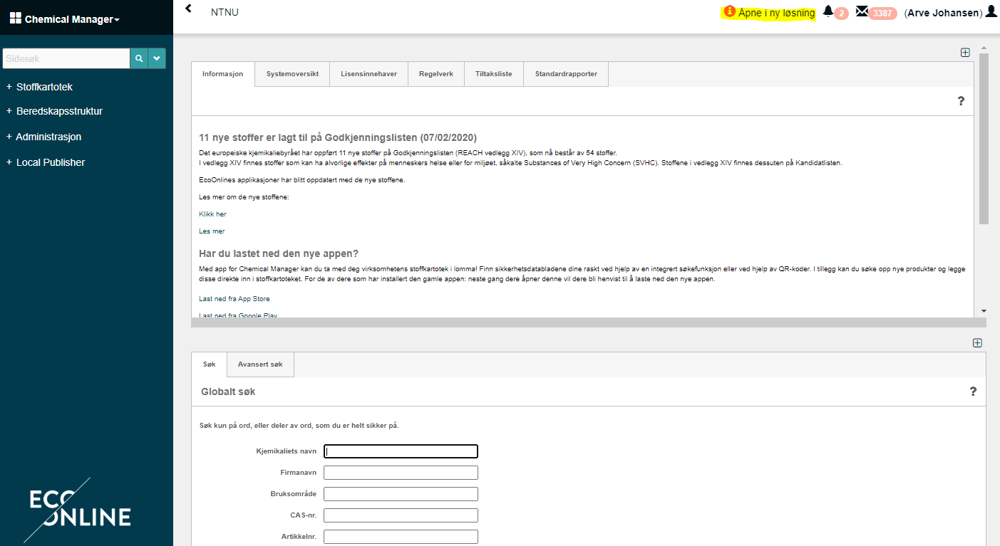 Chemical Manager
NTNU
Åpne i ny løsning
2
3387
(Arve Johansen)
Sidesøk
+ Stoffkartotek
+ Beredskapsstruktur
+ Administrasjon
+ Local Publisher
Informasjon
Systemoversikt
Lisensinnehaver
Regelverk
Tiltaksliste
Standardrapporter
?
11 nye stoffer er lagt til på Godkjenningslisten (07/02/2020)
Det europeiske kjemikaliebyrået har oppført 11 nye stoffer på Godkjenningslisten (REACH vedlegg XIV), som nå består av 54 stoffer.
I vedlegg XIV finnes stoffer som kan ha alvorlige effekter på menneskers helse eller for miljøet, såkalte Substances of Very High Concern (SVHC). Stoffene i vedlegg XIV finnes dessuten på Kandidatlisten.
EcoOnlines applikasjoner har blitt oppdatert med de nye stoffene.
Les mer om de nye stoffene:
Klikk her
Les mer
Har du lastet ned den nye appen?
Med app for Chemical Manager kan du ta med deg virksomhetens stoffkartotek i lomma! Finn sikkerhetsdatabladene dine raskt ved hjelp av en integrert søkefunksjon eller ved hjelp av QR-koder. I tillegg kan du søke opp nye produkter og legge
disse direkte inn i stoffkartoteket. For de av dere som har installert den gamle appen: neste gang dere åpner denne vil dere bli henvist til å laste ned den nye appen.
Last ned fra App Store
Last ned fra Google Play
Søk
Avansert søk
Globalt søk
?
Søk kun på ord, eller deler av ord, som du er helt sikker på.
Kjemikaliets navn
Firmanavn
Bruksområde
CAS-nr.
Artikkelnr.
ECO
ONLINE